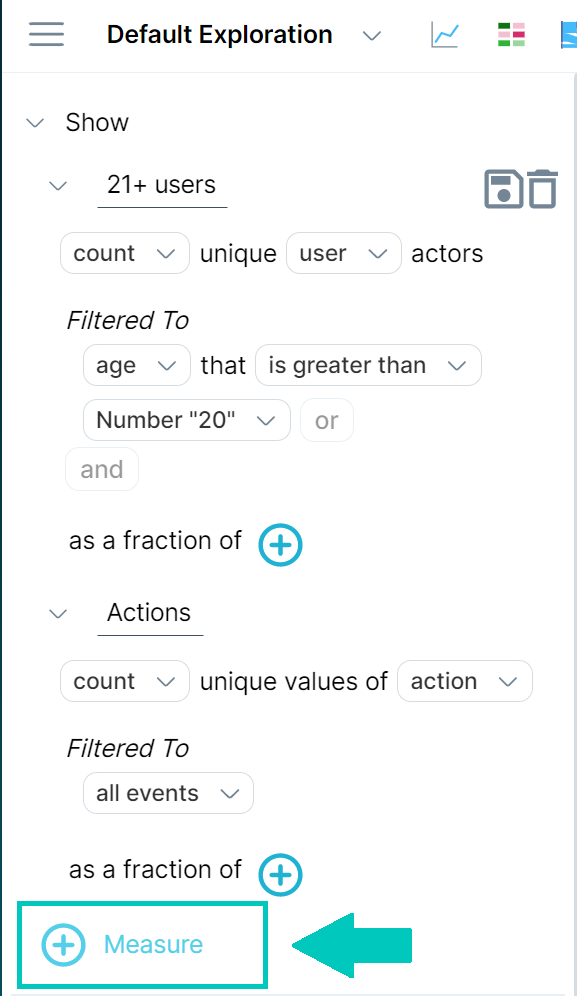 Default Exploration
Show
21+ users
count unique user actors
Filtered To
age that is greater than
Number "20" or
and
as a fraction of
Actions
count unique values of action
Filtered To
all events
as a fraction of
Measure